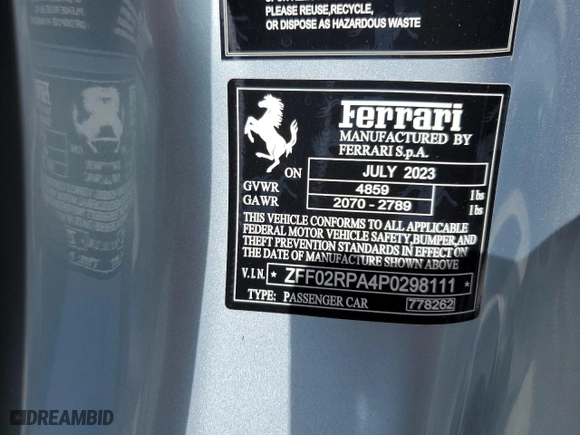 PLEASE REUSE,RECYCLE,
OR DISPOSE AS HAZARDOUS WASTE
Ferrari
MANUFACTURED BY
FERRARI S.p.A.
ON JULY 2023
GVWR 4859 lbs
GAWR 2070 - 2789 lbs
THIS VEHICLE CONFORMS TO ALL APPLICABLE
FEDERAL MOTOR VEHICLE SAFETY,BUMPER,AND
THEFT PREVENTION STANDARDS IN EFFECT ON
THE DATE OF MANUFACTURE SHOWN ABOVE
V.I.N. * ZFF02RPA4P0298111 *
TYPE: PASSENGER CAR 778262
DREAMBID